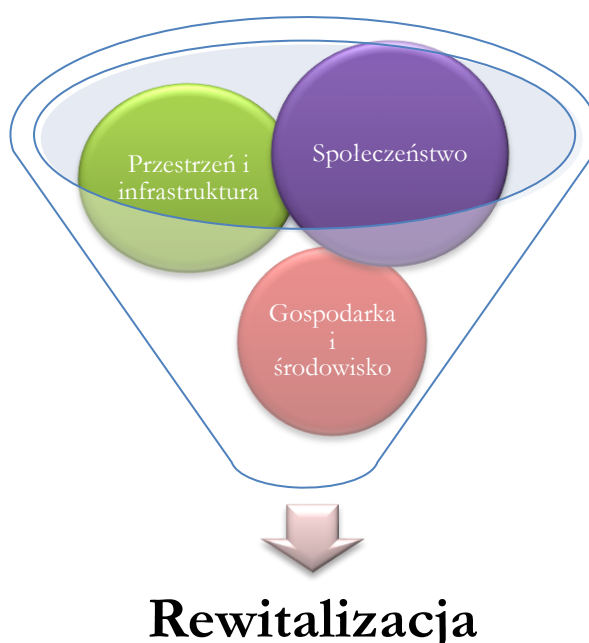 Przestrzeń i
infrastruktura
Społeczeństwo
Gospodarka
i
środowisko
Rewitalizacja